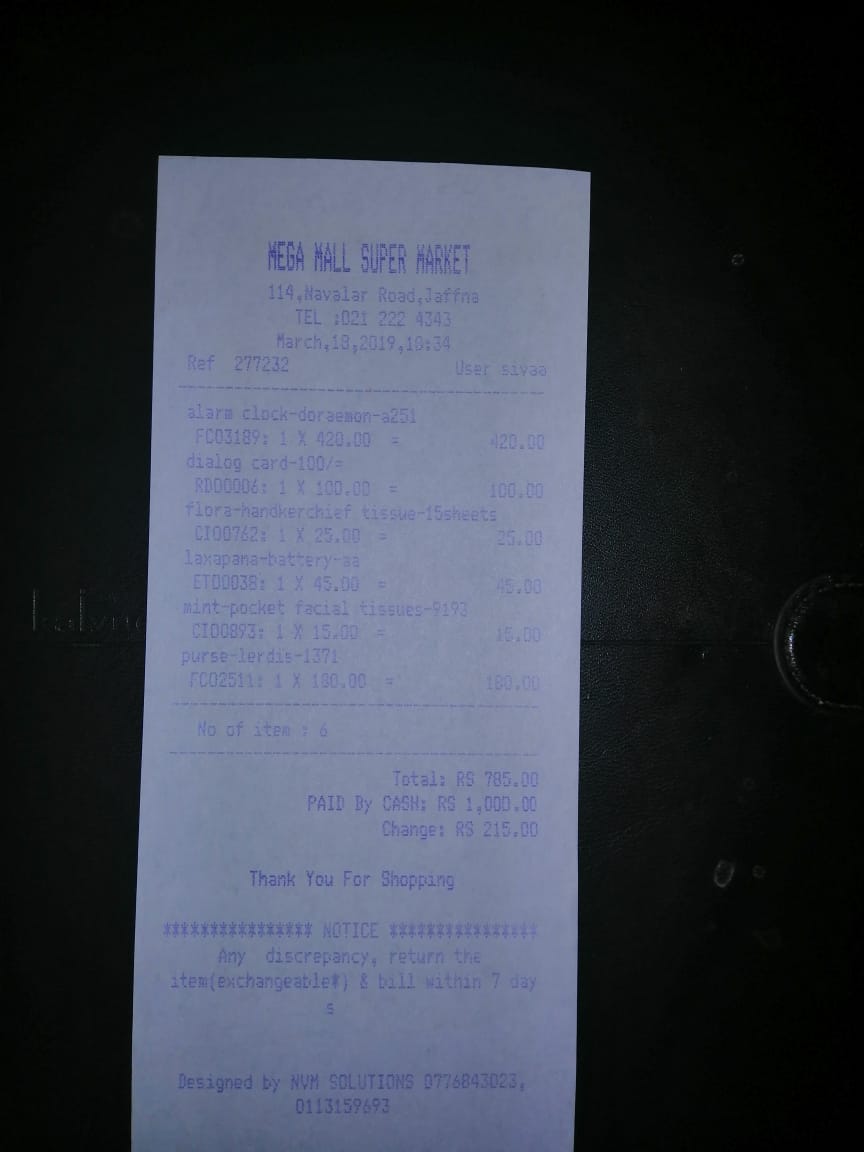 MEGA MALL SUPER MARKET
114,Navalar Road,Jaffna
TEL :021 222 4343
March,18,2019,18:34
Ref 277232 User sivaa
alarm clock-doraemon-a251
FC03189: 1 X 420.00 = 420.00
dialog card-100/=
RD00006: 1 X 100.00 = 100.00
flora-handkerchief tissue-15sheets
CI00762: 1 X 25.00 = 25.00
laxapana-battery-aa
ET00038: 1 X 45.00 = 45.00
mint-pocket facial tissues-9193
CI00893: 1 X 15.00 = 15.00
purse-lerdis-1371
FC02511: 1 X 180.00 = 180.00
No of item : 6
Total: RS 785.00
PAID By CASH: RS 1,000.00
Change: RS 215.00
Thank You For Shopping
**************** NOTICE ****************
Any discrepancy, return the
item(exchangeable*) & bill within 7 day
s
Designed by NVM SOLUTIONS 0776843023,
0113159693